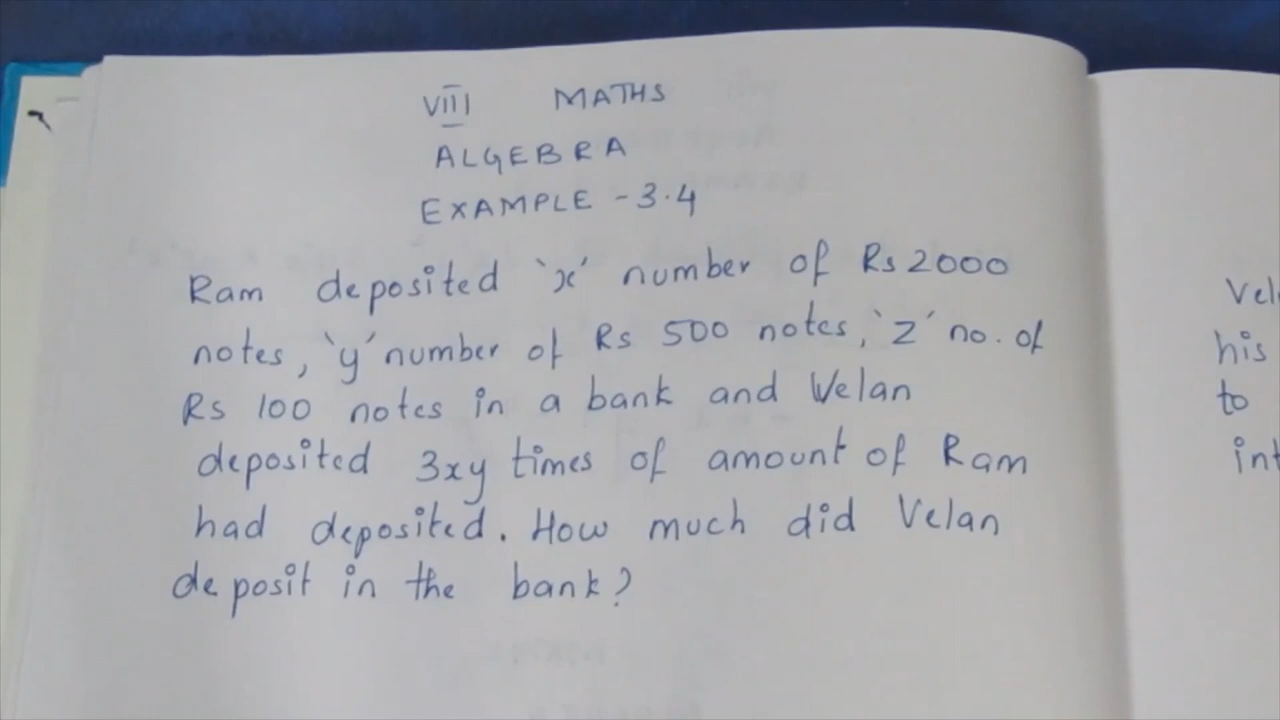 VIII MATHS
ALGEBRA
EXAMPLE - 3.4
Ram deposited 'x' number of Rs 2000
notes, 'y' number of Rs 500 notes, 'z' no. of
Rs 100 notes in a bank and Velan
deposited 3xy times of amount of Ram
had deposited. How much did Velan
deposit in the bank?
his
to